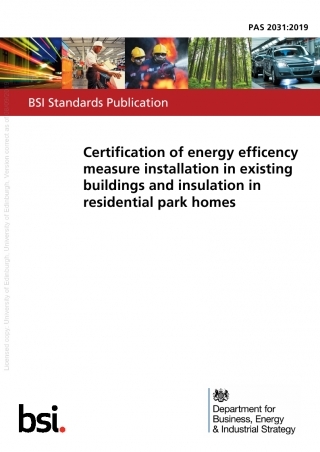 PAS 2031:2019
BSI Standards Publication
Certification of energy efficency
measure installation in existing
buildings and insulation in
residential park homes
bsi.
Department for
Business, Energy
& Industrial Strategy
Licensed copy: University of Edinburgh, University of Edinburgh, Version correct as of